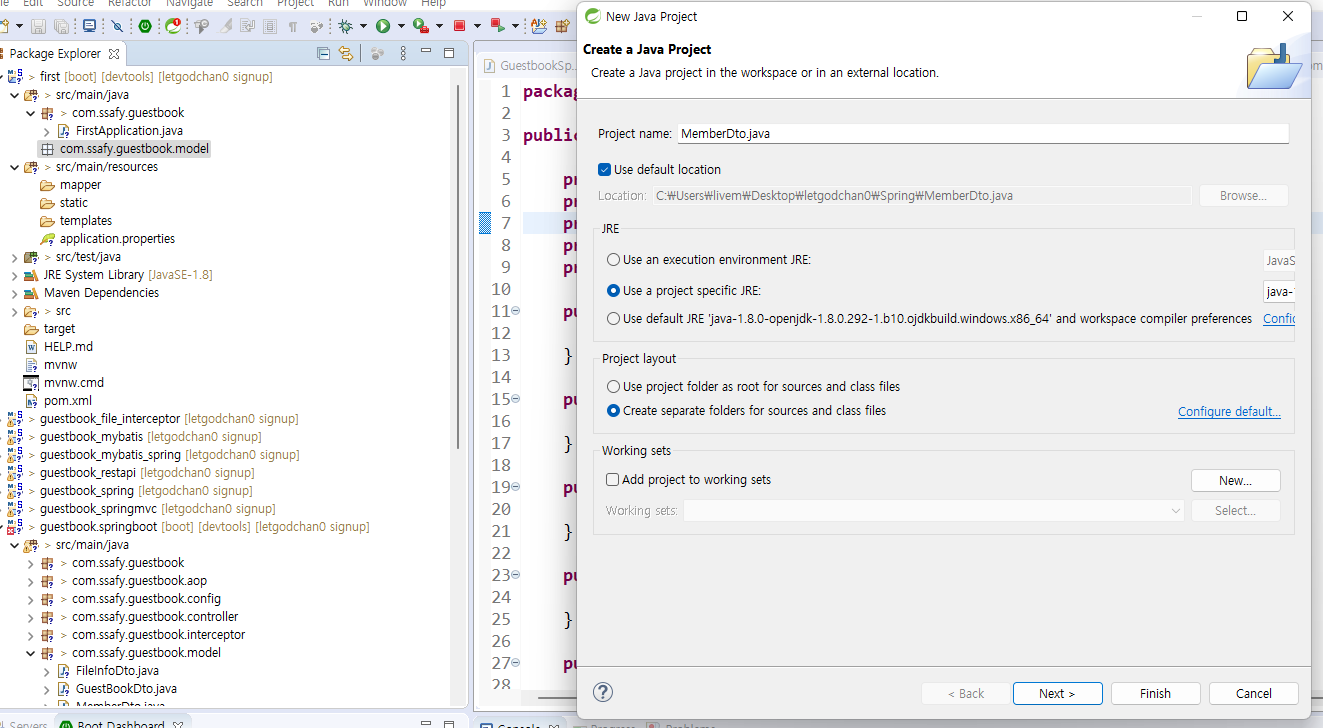 Edit Source Refactor Navigate Search Project Run Window Help
Package Explorer
> first [boot] [devtools] [letgodchan0 signup]
> src/main/java
> com.ssafy.guestbook
FirstApplication.java
com.ssafy.guestbook.model
> src/main/resources
mapper
static
templates
application.properties
> src/test/java
JRE System Library [JavaSE-1.8]
Maven Dependencies
> src
target
HELP.md
mvnw
mvnw.cmd
pom.xml
> guestbook_file_interceptor [letgodchan0 signup]
> guestbook_mybatis [letgodchan0 signup]
> guestbook_mybatis_spring [letgodchan0 signup]
> guestbook_restapi [letgodchan0 signup]
> guestbook_spring [letgodchan0 signup]
> guestbook_springmvc [letgodchan0 signup]
> guestbook.springboot [boot] [devtools] [letgodchan0 signup]
> src/main/java
> com.ssafy.guestbook
> com.ssafy.guestbook.aop
> com.ssafy.guestbook.config
> com.ssafy.guestbook.controller
> com.ssafy.guestbook.interceptor
> com.ssafy.guestbook.model
FileInfoDto.java
GuestBookDto.java
MemberDto.java
Servers
Boot Dashboard
GuestbookSp
1 packag
2
3 public
4
5 pr
6 pr
7 pr
8 pr
9 pr
10
11 pu
12
13 }
14
15 pu
16
17 }
18
19 pu
20
21 }
22
23 pu
24
25 }
26
27 pu
28
Console
Progress
Problems
New Java Project
Create a Java Project
Create a Java project in the workspace or in an external location.
Project name: MemberDto.java
Use default location
Location: C:₩Users₩livem₩Desktop₩letgodchan0₩Spring₩MemberDto.java Browse...
JRE
Use an execution environment JRE: JavaS
Use a project specific JRE: java-1
Use default JRE 'java-1.8.0-openjdk-1.8.0.292-1.b10.ojdkbuild.windows.x86_64' and workspace compiler preferences Config
Project layout
Use project folder as root for sources and class files
Create separate folders for sources and class files Configure default...
Working sets
Add project to working sets New...
Working sets: Select...
?
< Back Next > Finish Cancel